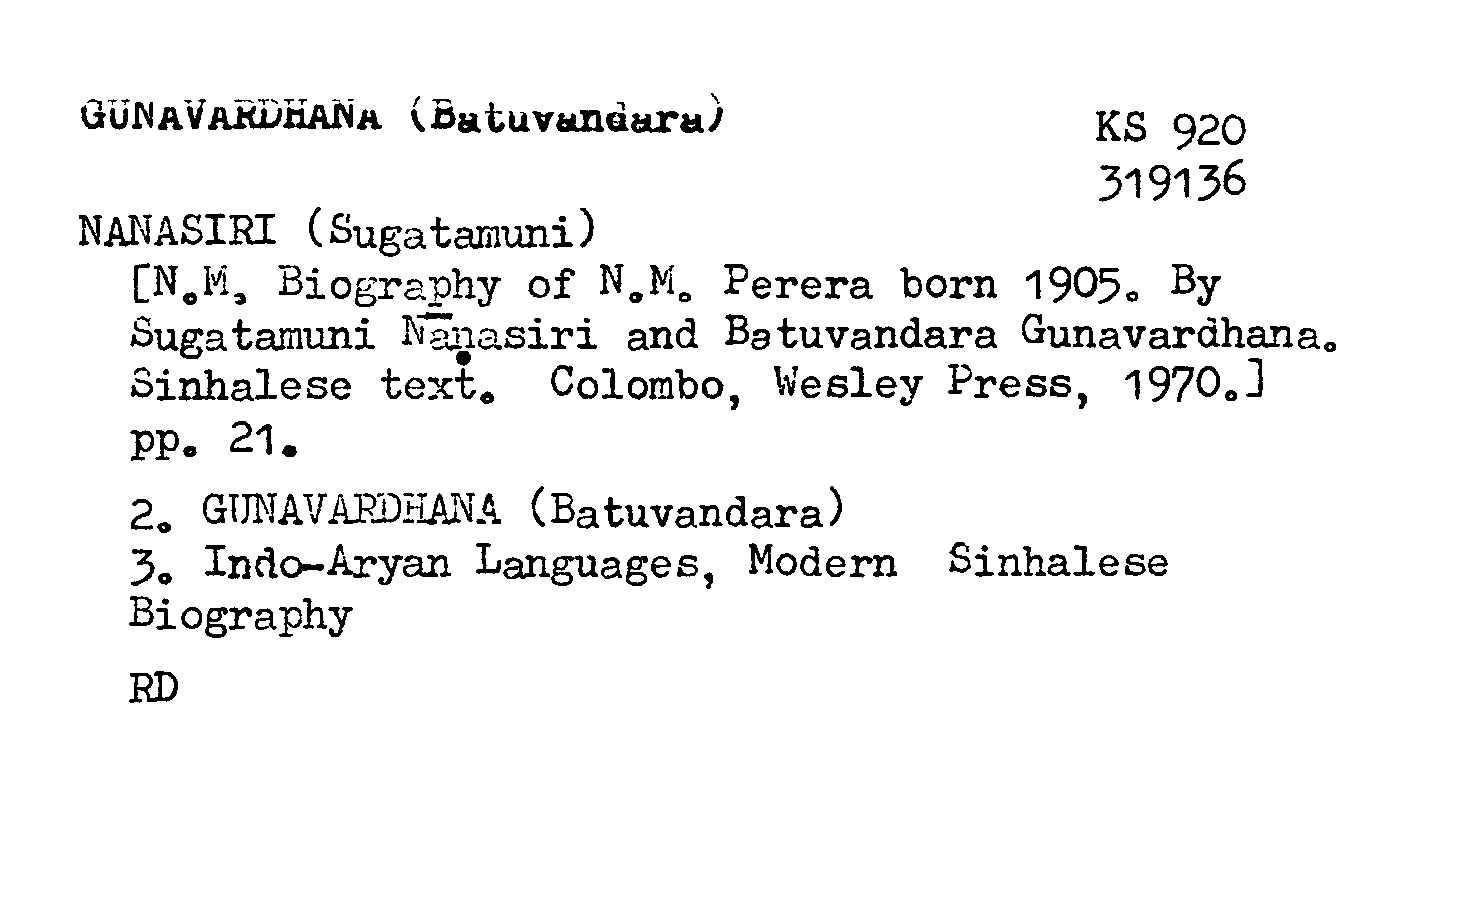 GUNAVARDHANA (Batuvandara)
KS 920
319136
NANASIRI (Sugatamuni)
[N.M, Biography of N.M. Perera born 1905. By
Sugatamuni Nāṇasiri and Batuvandara Gunavardhana.
Sinhalese text. Colombo, Wesley Press, 1970.]
pp. 21.
2. GUNAVARDHANA (Batuvandara)
3. Indo-Aryan Languages, Modern Sinhalese
Biography
RD